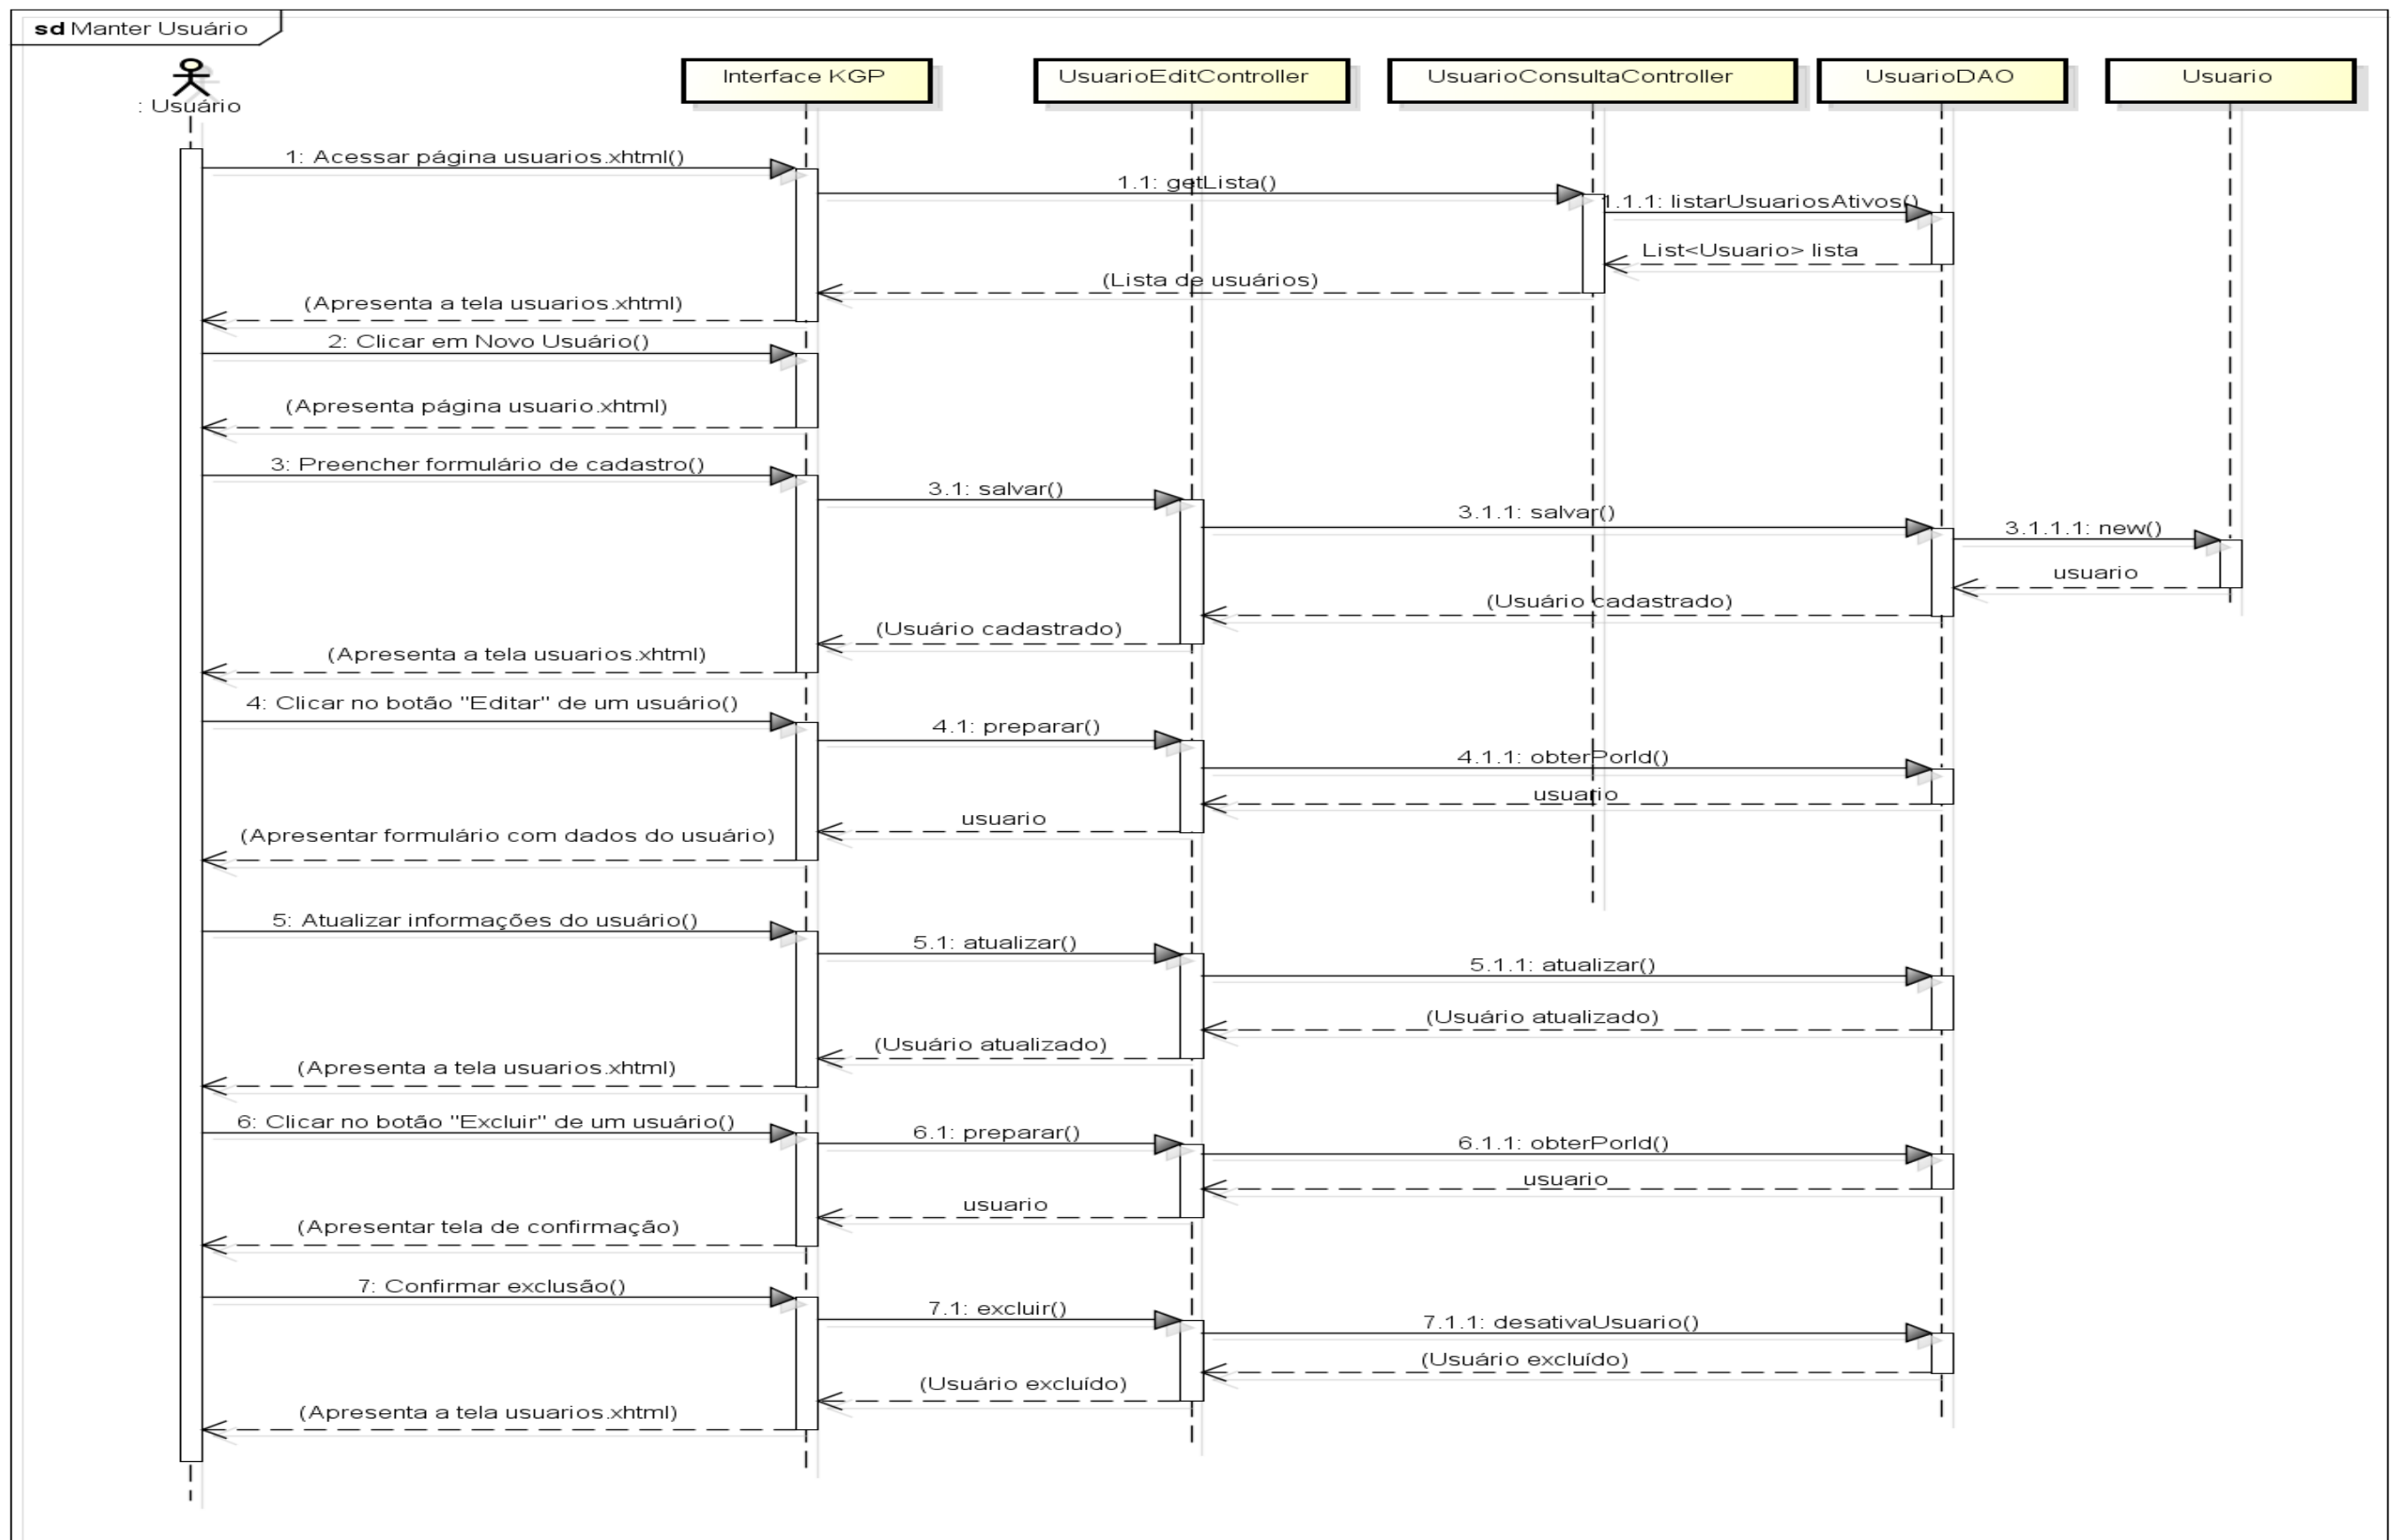 sd Manter Usuário
: Usuário
Interface KGP
UsuarioEditController
UsuarioConsultaController
UsuarioDAO
Usuario
1: Acessar página usuarios.xhtml()
1.1: getLista()
1.1.1: listarUsuariosAtivos()
List<Usuario> lista
(Lista de usuários)
(Apresenta a tela usuarios.xhtml)
2: Clicar em Novo Usuário()
(Apresenta página usuario.xhtml)
3: Preencher formulário de cadastro()
3.1: salvar()
3.1.1: salvar()
3.1.1.1: new()
usuario
(Usuário cadastrado)
(Usuário cadastrado)
(Apresenta a tela usuarios.xhtml)
4: Clicar no botão "Editar" de um usuário()
4.1: preparar()
4.1.1: obterPorId()
usuario
usuario
(Apresentar formulário com dados do usuário)
5: Atualizar informações do usuário()
5.1: atualizar()
5.1.1: atualizar()
(Usuário atualizado)
(Usuário atualizado)
(Apresenta a tela usuarios.xhtml)
6: Clicar no botão "Excluir" de um usuário()
6.1: preparar()
6.1.1: obterPorId()
usuario
usuario
(Apresentar tela de confirmação)
7: Confirmar exclusão()
7.1: excluir()
7.1.1: desativaUsuario()
(Usuário excluído)
(Usuário excluído)
(Apresenta a tela usuarios.xhtml)